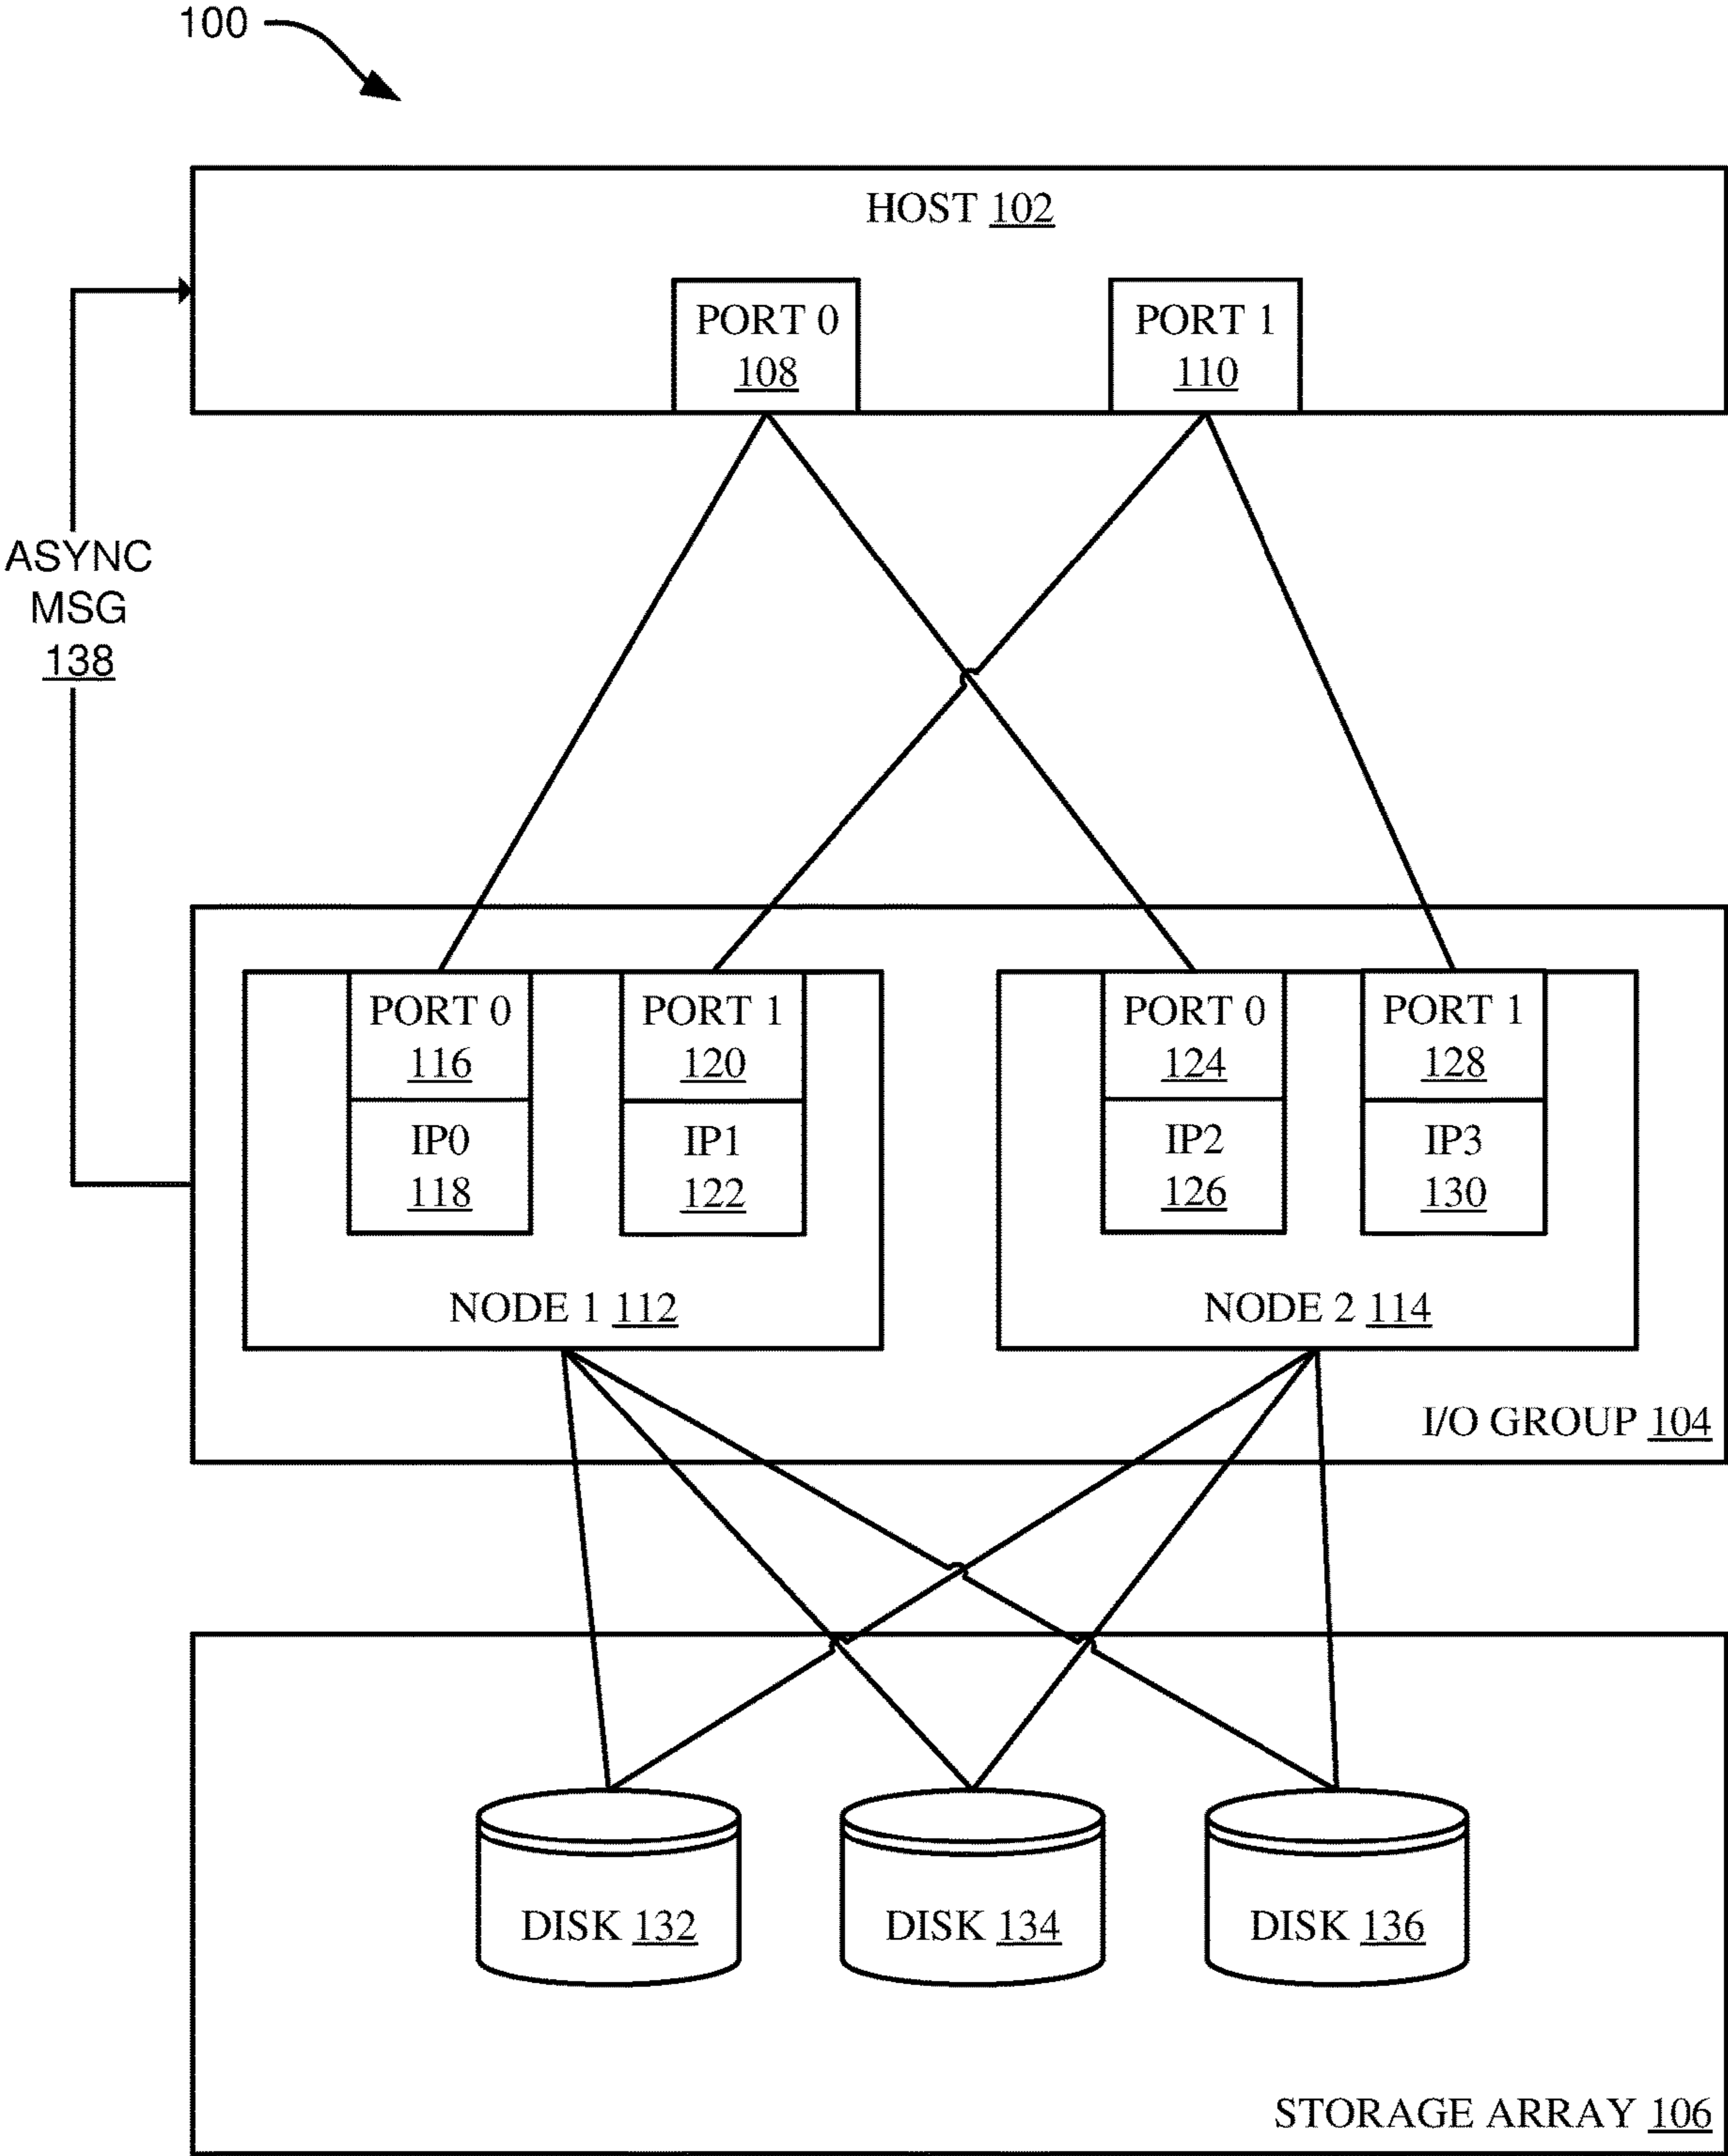 100
HOST 102
PORT 0
108
PORT 1
110
ASYNC
MSG
138
PORT 0
116
IP0
118
PORT 1
120
IP1
122
NODE 1 112
PORT 0
124
IP2
126
PORT 1
128
IP3
130
NODE 2 114
I/O GROUP 104
DISK 132
DISK 134
DISK 136
STORAGE ARRAY 106